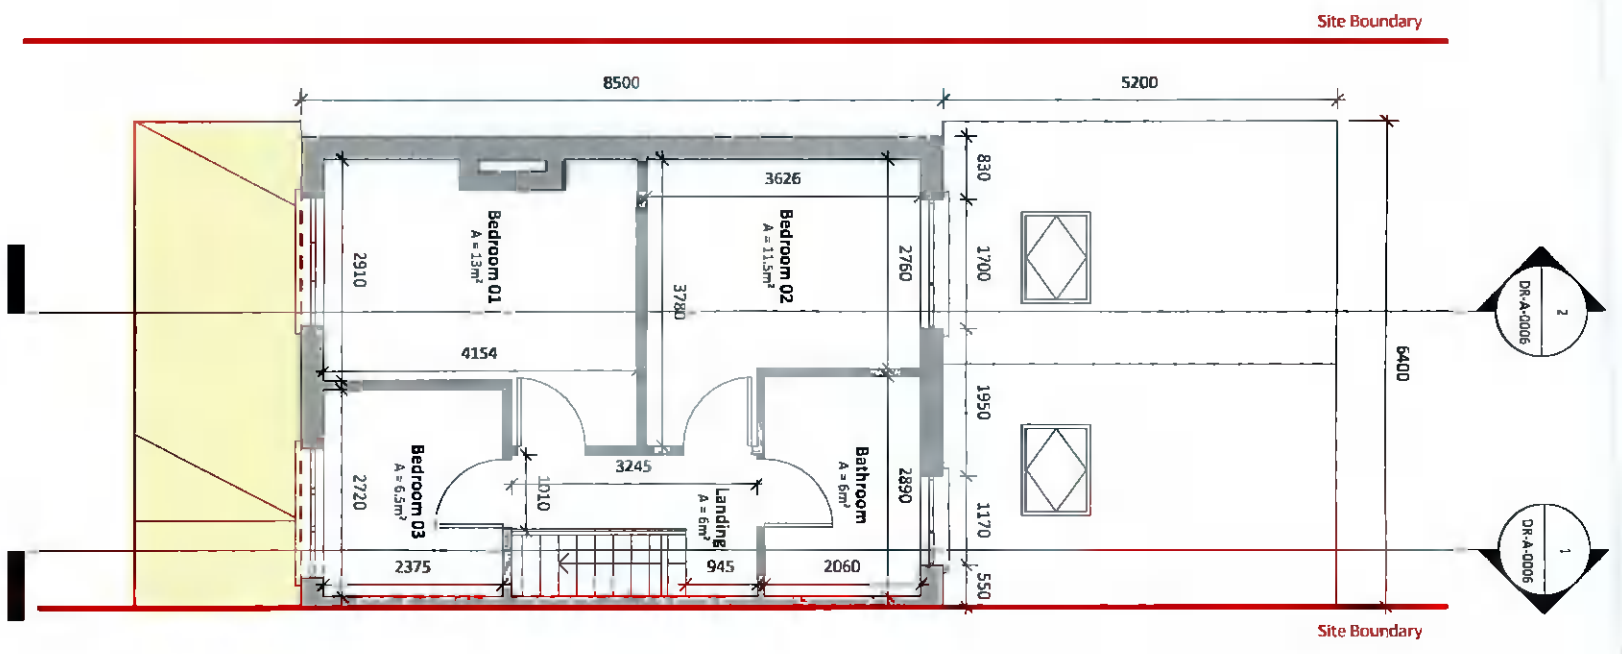 Site Boundary
8500
5200
830
3626
Bedroom 01
A = 13m²
Bedroom 02
A = 11.5m²
2910
2760
1700
3780
2
DR-A-0006
4154
6400
1950
3245
Bedroom 03
A = 6.5m²
2720
1010
Landing
A = 6m²
Bathroom
A = 6m²
2890
1170
1
DR-A-0006
2375
945
2060
550
Site Boundary